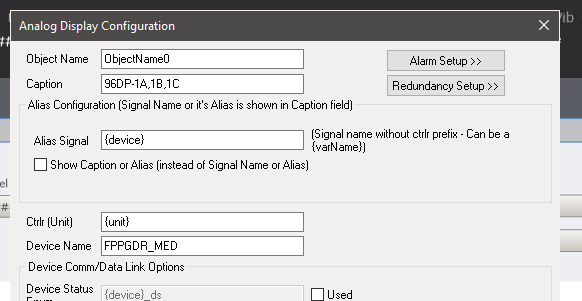 Analog Display Configuration
Object Name ObjectName0 Alarm Setup >>
Caption 96DP-1A,1B,1C Redundancy Setup >>
Alias Configuration (Signal Name or it's Alias is shown in Caption field)
Alias Signal {device} (Signal name without ctrlr prefix - Can be a
{varName})
Show Caption or Alias (instead of Signal Name or Alias)
Ctrlr (Unit) {unit}
Device Name FPPGDR_MED
Device Comm/Data Link Options
Device Status {device}_ds Used